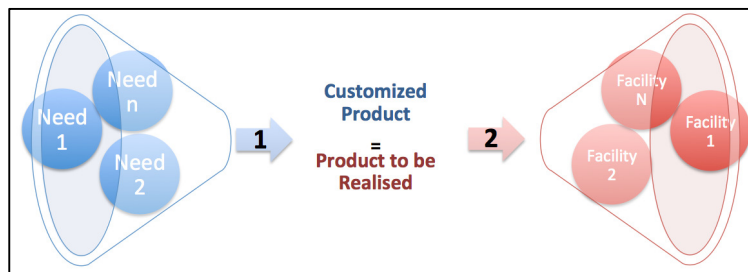 Need
n
Need
1
Need
2
1
Customized
Product
=
Product to be
Realised
2
Facility
N
Facility
1
Facility
2